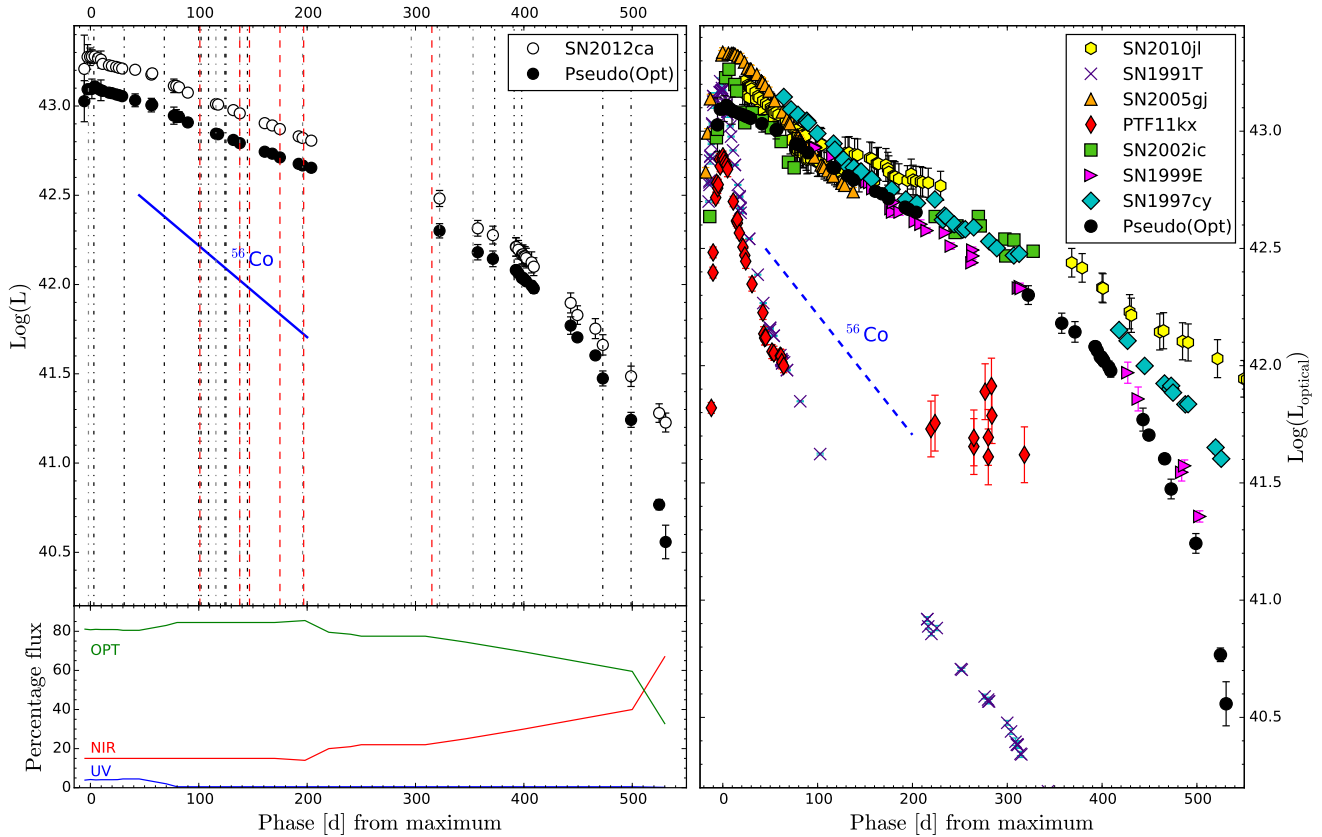 0 100 200 300 400 500
SN2012ca
Pseudo(Opt)
43.0
42.5
42.0
41.5
41.0
40.5
Log(L)
⁵⁶Co
80
60
40
20
0
Percentage flux
OPT
NIR
UV
0 100 200 300 400 500
Phase [d] from maximum
SN2010jl
SN1991T
SN2005gj
PTF11kx
SN2002ic
SN1999E
SN1997cy
Pseudo(Opt)
⁵⁶Co
43.0
42.5
42.0
41.5
41.0
40.5
Log(L_optical)
0 100 200 300 400 500
Phase [d] from maximum